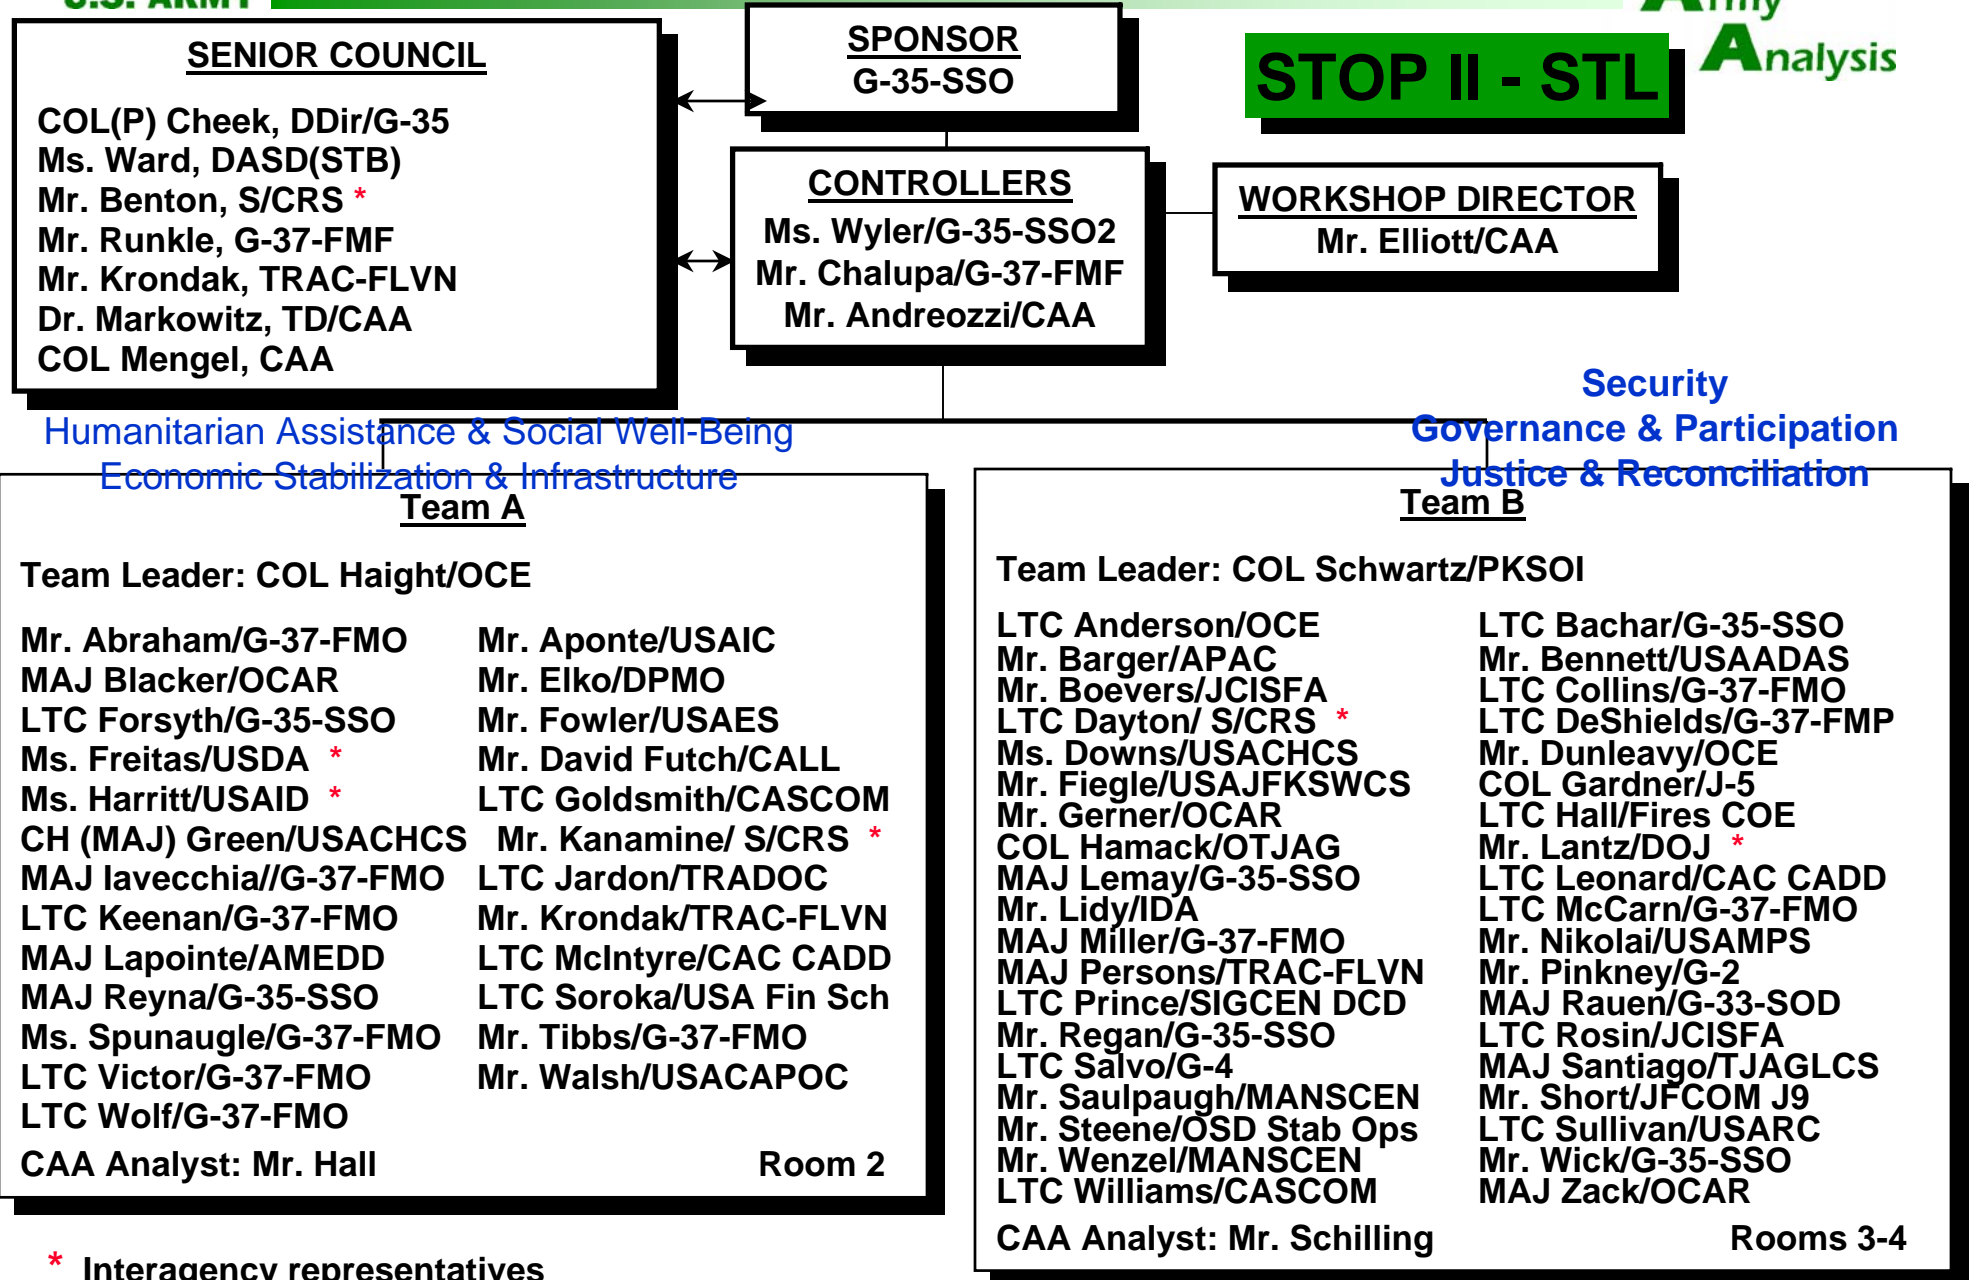 U.S. ARMY
Army
Analysis
SENIOR COUNCIL
COL(P) Cheek, DDir/G-35
Ms. Ward, DASD(STB)
Mr. Benton, S/CRS *
Mr. Runkle, G-37-FMF
Mr. Krondak, TRAC-FLVN
Dr. Markowitz, TD/CAA
COL Mengel, CAA
SPONSOR
G-35-SSO
STOP II - STL
CONTROLLERS
Ms. Wyler/G-35-SSO2
Mr. Chalupa/G-37-FMF
Mr. Andreozzi/CAA
WORKSHOP DIRECTOR
Mr. Elliott/CAA
Humanitarian Assistance & Social Well-Being
Economic Stabilization & Infrastructure
Security
Governance & Participation
Justice & Reconciliation
Team A
Team Leader: COL Haight/OCE
Mr. Abraham/G-37-FMO
MAJ Blacker/OCAR
LTC Forsyth/G-35-SSO
Ms. Freitas/USDA *
Ms. Harritt/USAID *
CH (MAJ) Green/USACHCS
MAJ Iavecchia//G-37-FMO
LTC Keenan/G-37-FMO
MAJ Lapointe/AMEDD
MAJ Reyna/G-35-SSO
Ms. Spunaugle/G-37-FMO
LTC Victor/G-37-FMO
LTC Wolf/G-37-FMO
Mr. Aponte/USAIC
Mr. Elko/DPMO
Mr. Fowler/USAES
Mr. David Futch/CALL
LTC Goldsmith/CASCOM
Mr. Kanamine/ S/CRS *
LTC Jardon/TRADOC
Mr. Krondak/TRAC-FLVN
LTC McIntyre/CAC CADD
LTC Soroka/USA Fin Sch
Mr. Tibbs/G-37-FMO
Mr. Walsh/USACAPOC
CAA Analyst: Mr. Hall
Room 2
Team B
Team Leader: COL Schwartz/PKSOI
LTC Anderson/OCE
Mr. Barger/APAC
Mr. Boevers/JCISFA
LTC Dayton/ S/CRS *
Ms. Downs/USACHCS
Mr. Fiegle/USAJFKSWCS
Mr. Gerner/OCAR
COL Hamack/OTJAG
MAJ Lemay/G-35-SSO
Mr. Lidy/IDA
MAJ Miller/G-37-FMO
MAJ Persons/TRAC-FLVN
LTC Prince/SIGCEN DCD
Mr. Regan/G-35-SSO
LTC Salvo/G-4
Mr. Saulpaugh/MANSCEN
Mr. Steene/OSD Stab Ops
Mr. Wenzel/MANSCEN
LTC Williams/CASCOM
LTC Bachar/G-35-SSO
Mr. Bennett/USAADAS
LTC Collins/G-37-FMO
LTC DeShields/G-37-FMP
Mr. Dunleavy/OCE
COL Gardner/J-5
LTC Hall/Fires COE
Mr. Lantz/DOJ *
LTC Leonard/CAC CADD
LTC McCarn/G-37-FMO
Mr. Nikolai/USAMPS
Mr. Pinkney/G-2
MAJ Rauen/G-33-SOD
LTC Rosin/JCISFA
MAJ Santiago/TJAGLCS
Mr. Short/JFCOM J9
LTC Sullivan/USARC
Mr. Wick/G-35-SSO
MAJ Zack/OCAR
CAA Analyst: Mr. Schilling
Rooms 3-4
* Interagency representatives